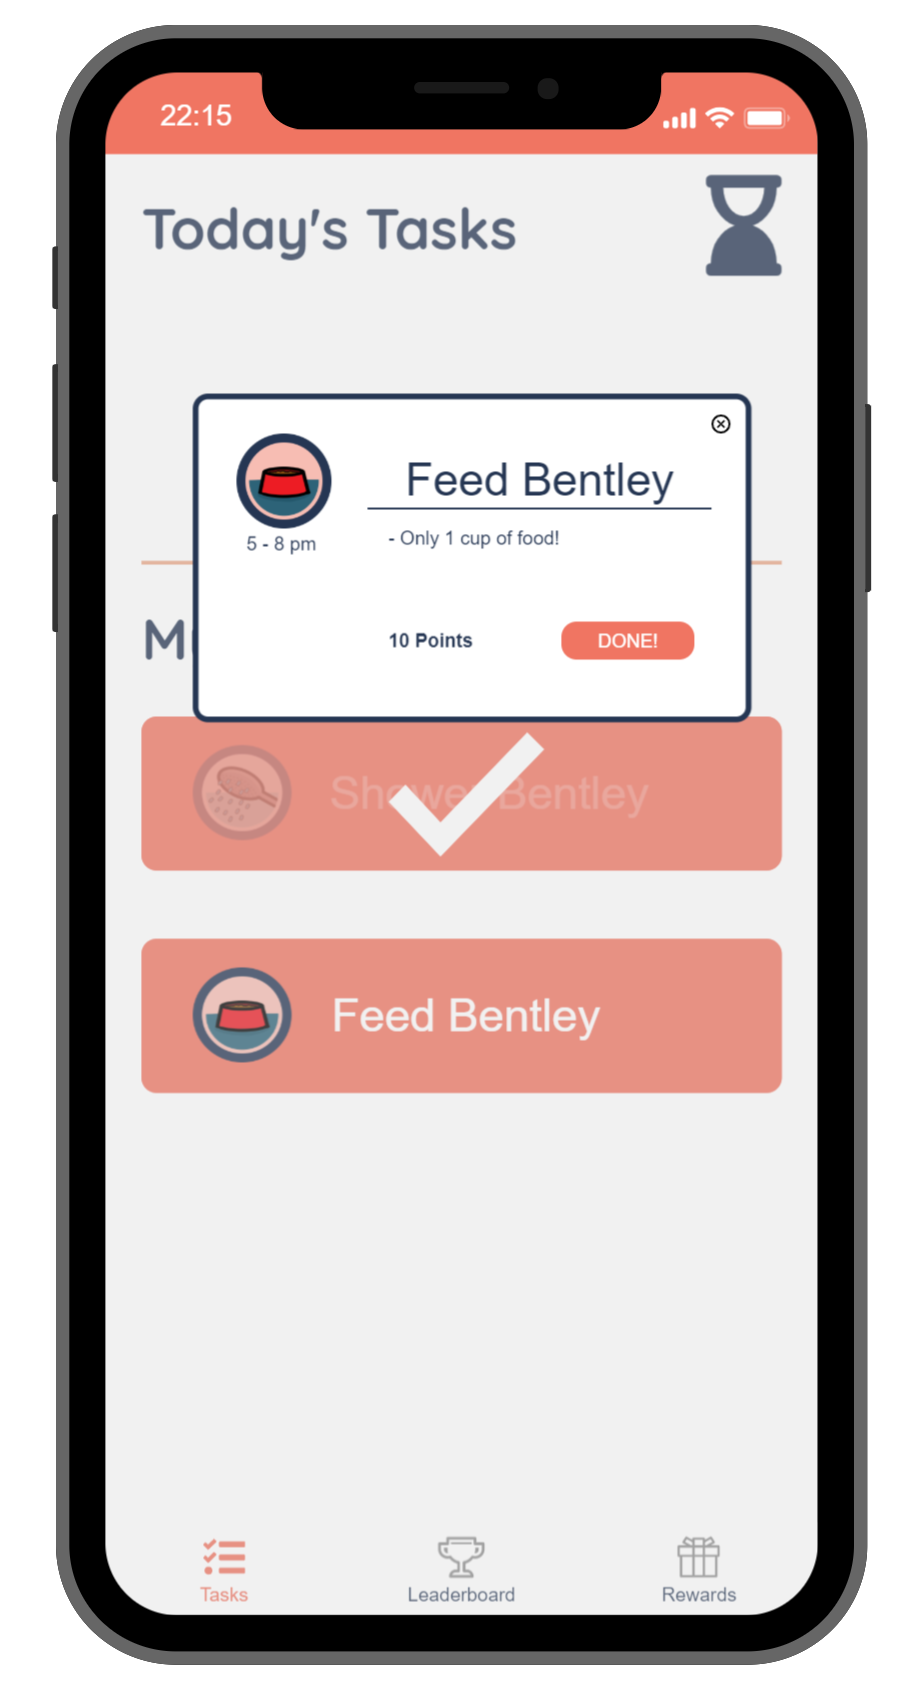 22:15
Today's Tasks
Feed Bentley
5 - 8 pm
- Only 1 cup of food!
10 Points
DONE!
Shower Bentley
Feed Bentley
Tasks
Leaderboard
Rewards